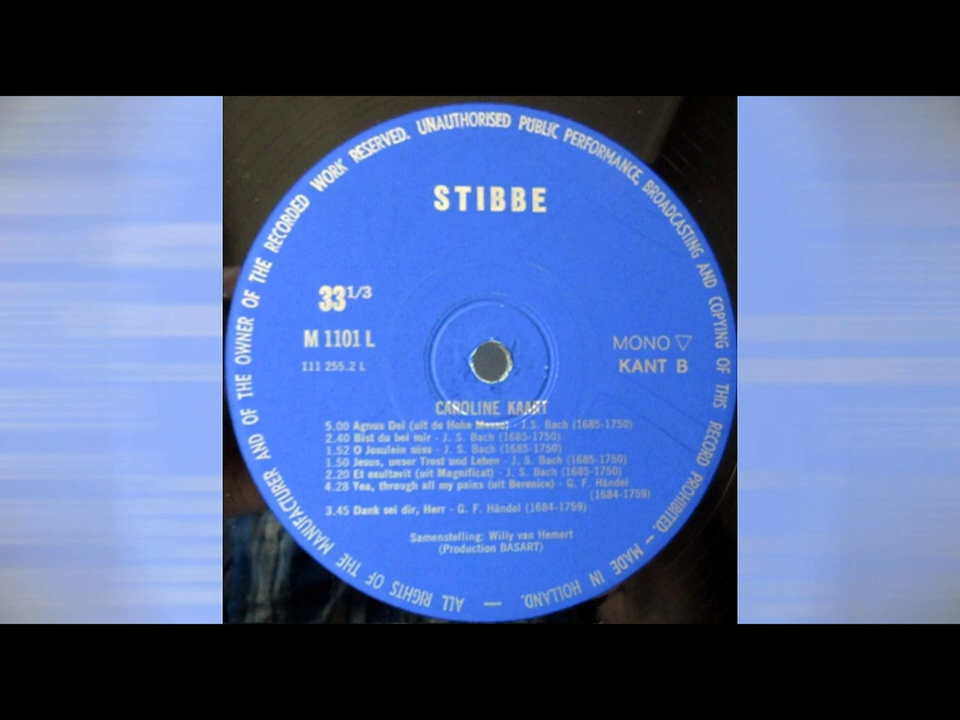 ALL RIGHTS OF THE MANUFACTURER AND OF THE OWNER OF THE RECORDED WORK RESERVED. UNAUTHORISED PUBLIC PERFORMANCE, BROADCASTING AND COPYING OF THIS RECORD PROHIBITED. — MADE IN HOLLAND. —
STIBBE
33 1/3
M 1101 L
111 255.2 L
MONO ▽
KANT B
CAROLINE KAART
5.00 Agnus Dei (uit de Hohe Messe) - J.S. Bach (1685-1750)
2.40 Bist du bei mir - J. S. Bach (1685-1750)
1.52 O Jesulein süss - J. S. Bach (1685-1750)
1.50 Jesus, unser Trost und Leben - J. S. Bach (1685-1750)
2.20 Et exultavit (uit Magnificat) - J. S. Bach (1685-1750)
4.28 Yea, through all my pains (uit Berenice) - G. F. Händel
(1684-1759)
3.45 Dank sei dir, Herr - G. F. Händel (1684-1759)
Samenstelling: Willy van Hemert
(Production BASART)